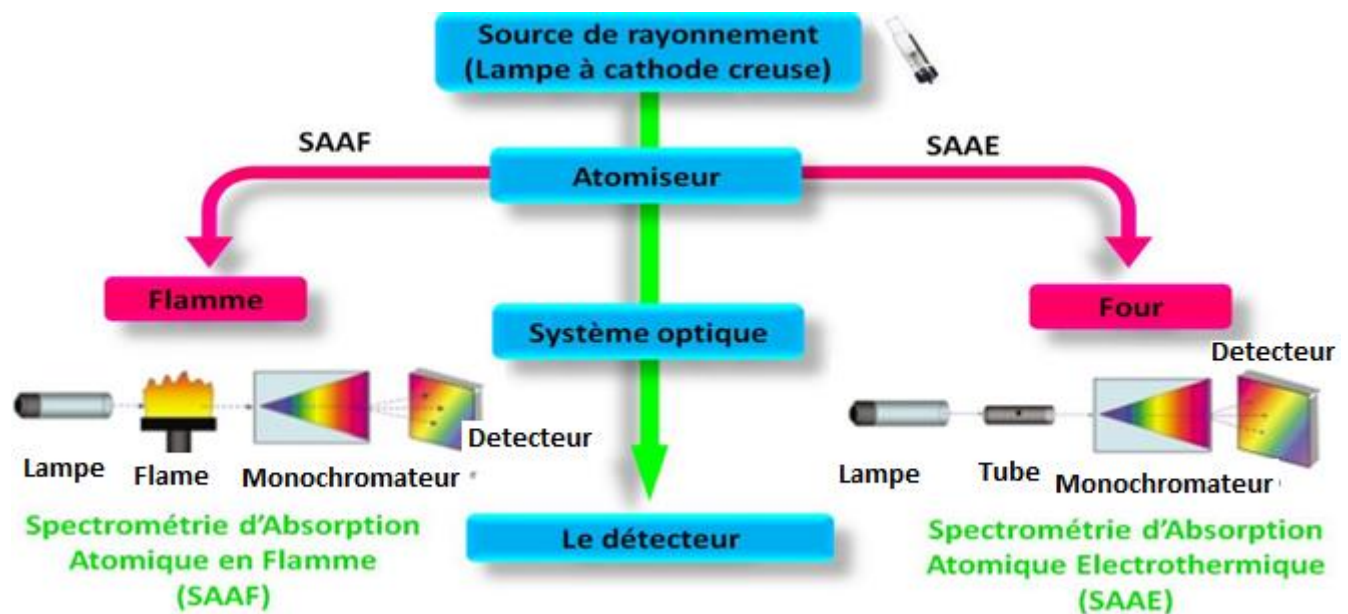 Source de rayonnement
(Lampe à cathode creuse)
SAAF
SAAE
Atomiseur
Flamme
Four
Système optique
Detecteur
Detecteur
Lampe
Flame
Monochromateur
Lampe
Tube
Monochromateur
Spectrométrie d'Absorption
Atomique en Flamme
(SAAF)
Le détecteur
Spectrométrie d'Absorption
Atomique Electrothermique
(SAAE)